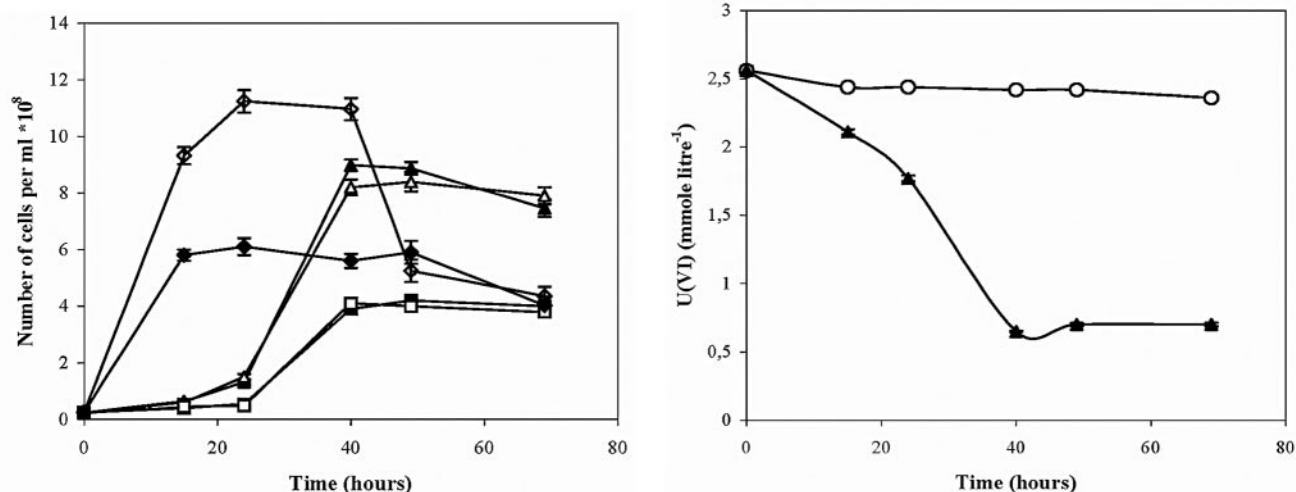 14
12
10
8
6
4
2
0
Number of cells per ml *10⁸
0 20 40 60 80
Time (hours)
3
2,5
2
1,5
1
0,5
0
U(VI) (mmole litre⁻¹)
0 20 40 60 80
Time (hours)